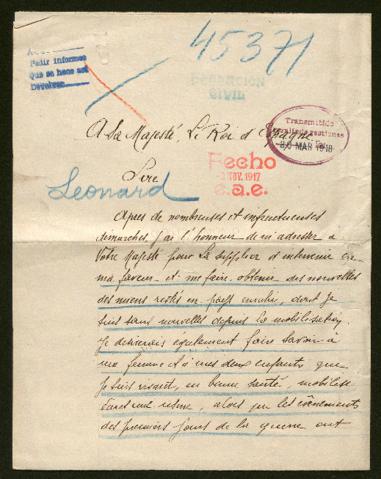 45371
Pedir informes
Que se hace así
Devolver
CIVIL
A Sa Majesté, Le Roi d'Espagne
Transmitido
30 MAR 1918
Sire
Fecho
NOV. 1917
c.a.e.
Leonard
Après de nombreuses et infructueuses
démarches, j'ai l'honneur de m'adresser à
Votre Majesté pour La supplier d'intervenir en
ma faveur et me faire obtenir des nouvelles
des miens restés en pays envahi, dont je
suis sans nouvelles depuis la mobilisation.
Je désirerais également faire savoir à
ma femme et à mes deux enfants que
je suis vivant, en bonne santé, mobilisé
dans une usine, alors que les évènements
des premiers jours de la guerre ont